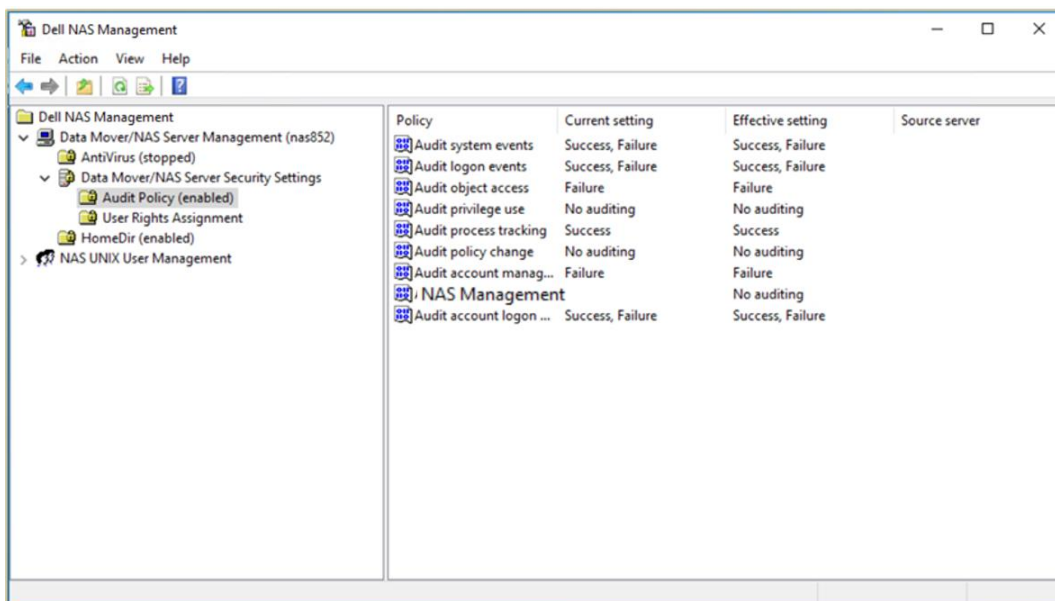 Dell NAS Management
File Action View Help
Dell NAS Management
Data Mover/NAS Server Management (nas852)
AntiVirus (stopped)
Data Mover/NAS Server Security Settings
Audit Policy (enabled)
User Rights Assignment
HomeDir (enabled)
NAS UNIX User Management
Policy Current setting Effective setting Source server
Audit system events Success, Failure Success, Failure
Audit logon events Success, Failure Success, Failure
Audit object access Failure Failure
Audit privilege use No auditing No auditing
Audit process tracking Success Success
Audit policy change No auditing No auditing
Audit account manag... Failure Failure
NAS Management No auditing
Audit account logon ... Success, Failure Success, Failure